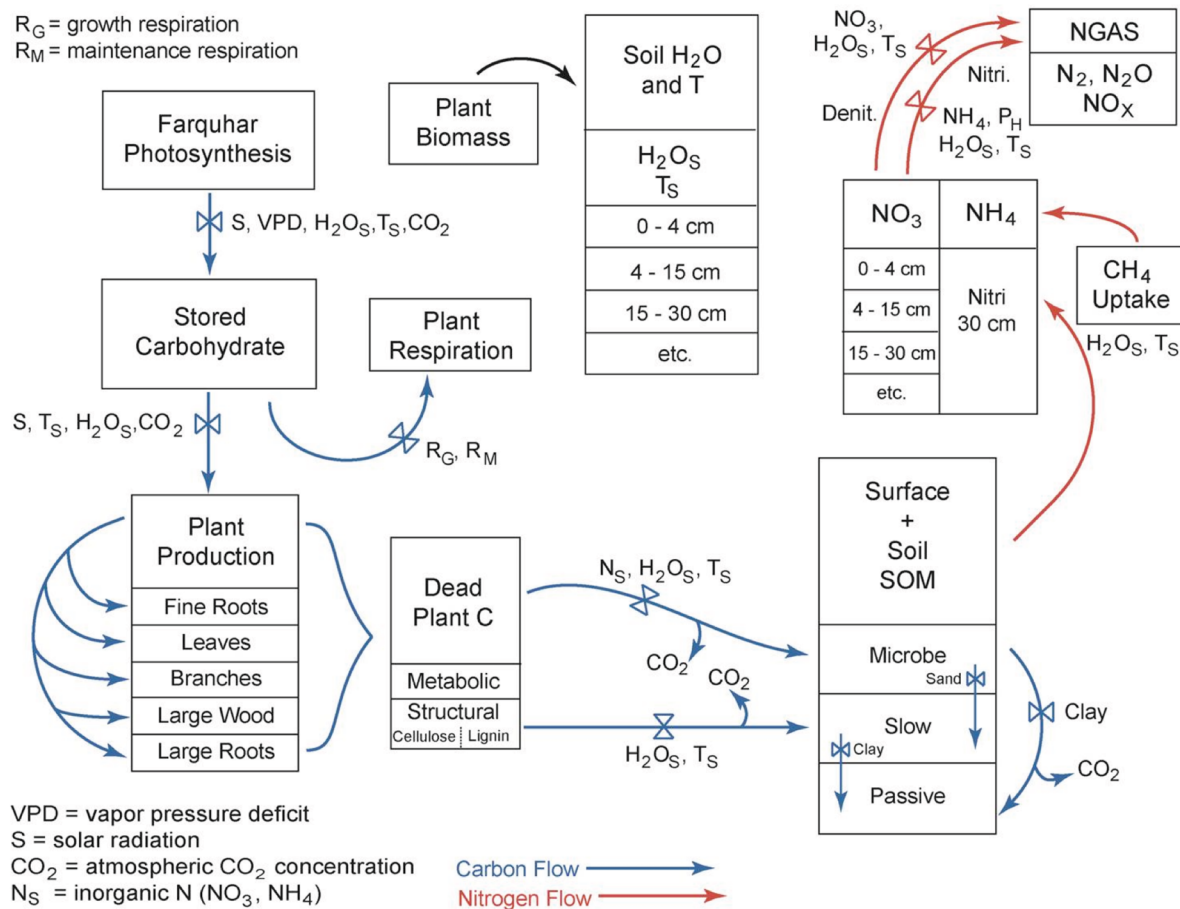 R_G = growth respiration
R_M = maintenance respiration
Farquhar
Photosynthesis
S, VPD, H₂O_S,T_S,CO₂
Stored
Carbohydrate
S, T_S, H₂O_S,CO₂
Plant
Respiration
R_G, R_M
Plant
Biomass
Soil H₂O
and T
H₂O_S
T_S
0 - 4 cm
4 - 15 cm
15 - 30 cm
etc.
NO₃,
H₂O_S, T_S
Denit.
Nitri.
NH₄, P_H
H₂O_S, T_S
NGAS
N₂, N₂O
NO_X
NO₃
0 - 4 cm
4 - 15 cm
15 - 30 cm
etc.
NH₄
Nitri
30 cm
CH₄
Uptake
H₂O_S, T_S
Plant
Production
Fine Roots
Leaves
Branches
Large Wood
Large Roots
Dead
Plant C
Metabolic
Structural
Cellulose Lignin
N_S, H₂O_S, T_S
CO₂
CO₂
H₂O_S, T_S
Surface
+
Soil
SOM
Microbe
Sand
Slow
Clay
Passive
Clay
CO₂
VPD = vapor pressure deficit
S = solar radiation
CO₂ = atmospheric CO₂ concentration
N_S = inorganic N (NO₃, NH₄)
Carbon Flow
Nitrogen Flow